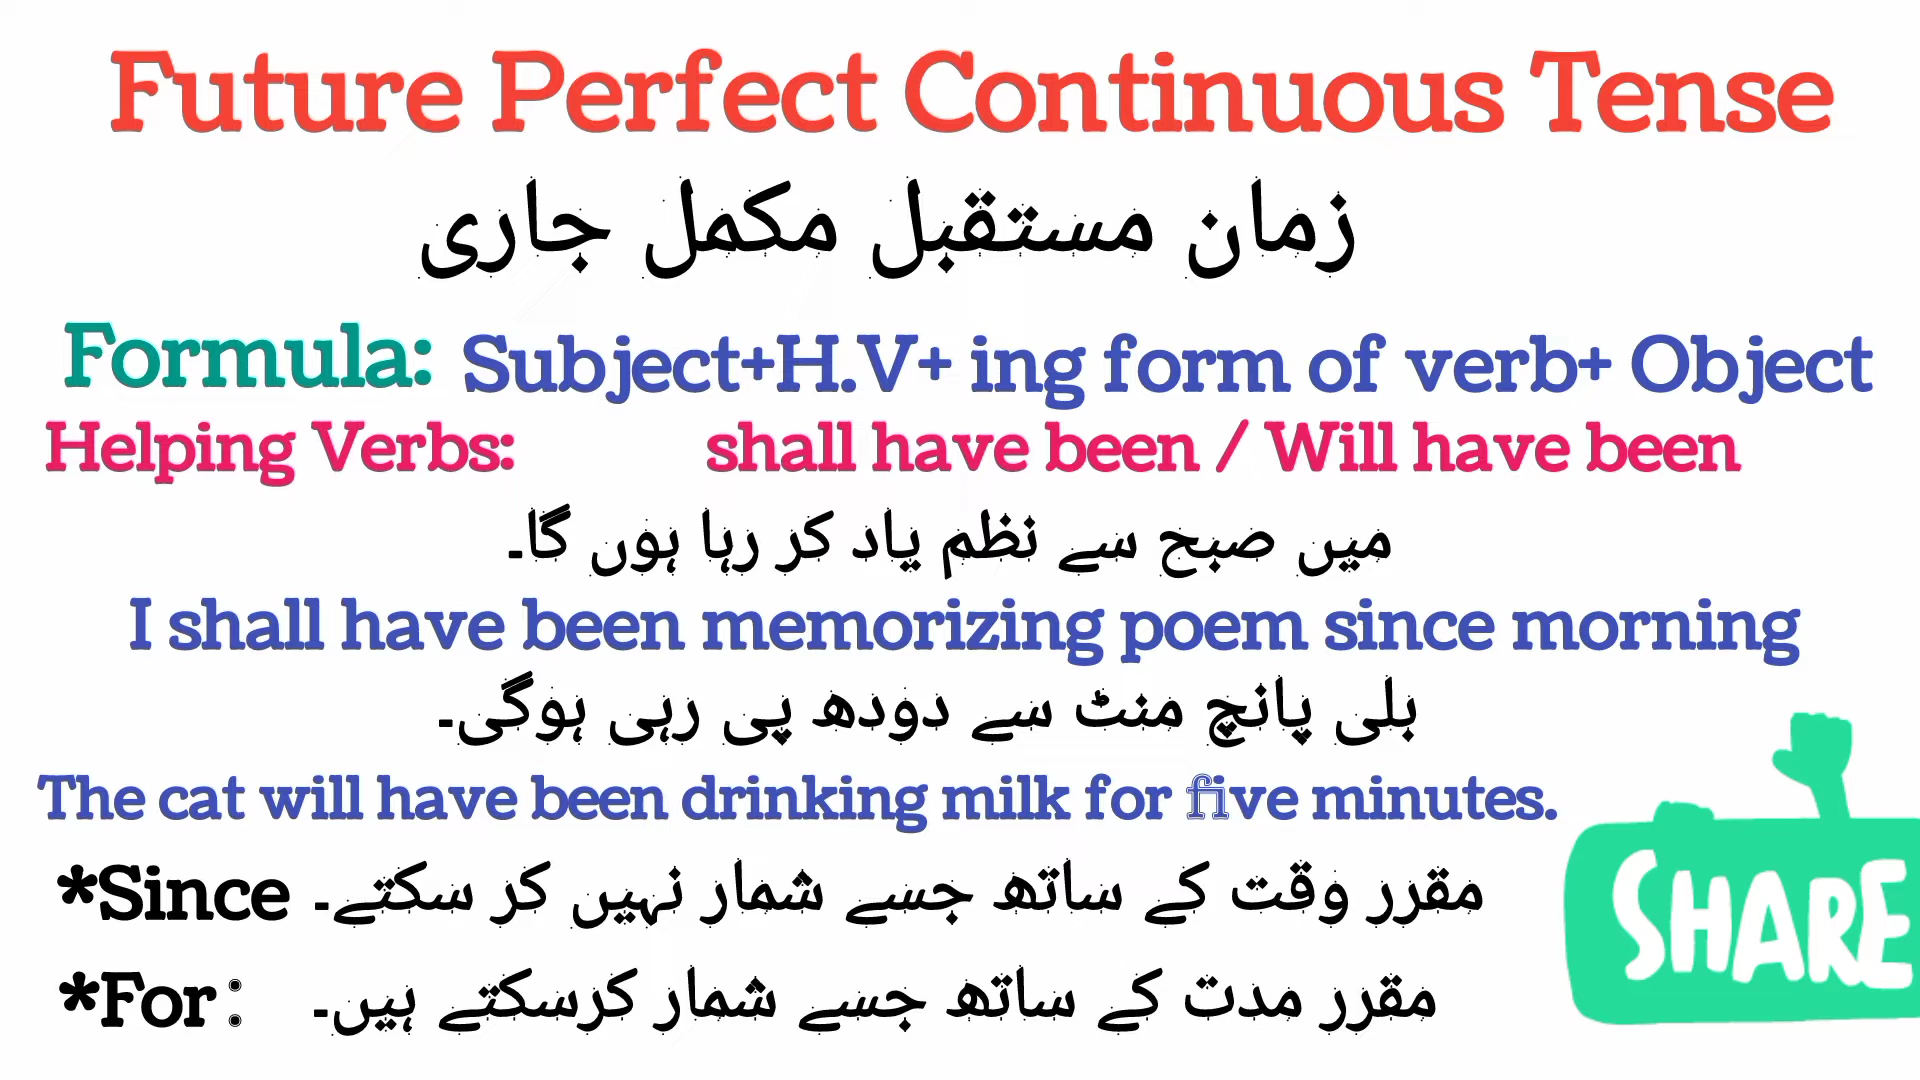 Future Perfect Continuous Tense
زمان مستقبل مکمل جاری
Formula: Subject+H.V+ ing form of verb+ Object
Helping Verbs: shall have been / Will have been
میں صبح سے نظم یاد کر رہا ہوں گا۔
I shall have been memorizing poem since morning
بلی پانچ منٹ سے دودھ پی رہی ہوگی۔
The cat will have been drinking milk for five minutes.
*Since مقرر وقت کے ساتھ جسے شمار نہیں کر سکتے۔
*For: مقرر مدت کے ساتھ جسے شمار کرسکتے ہیں۔
SHARE